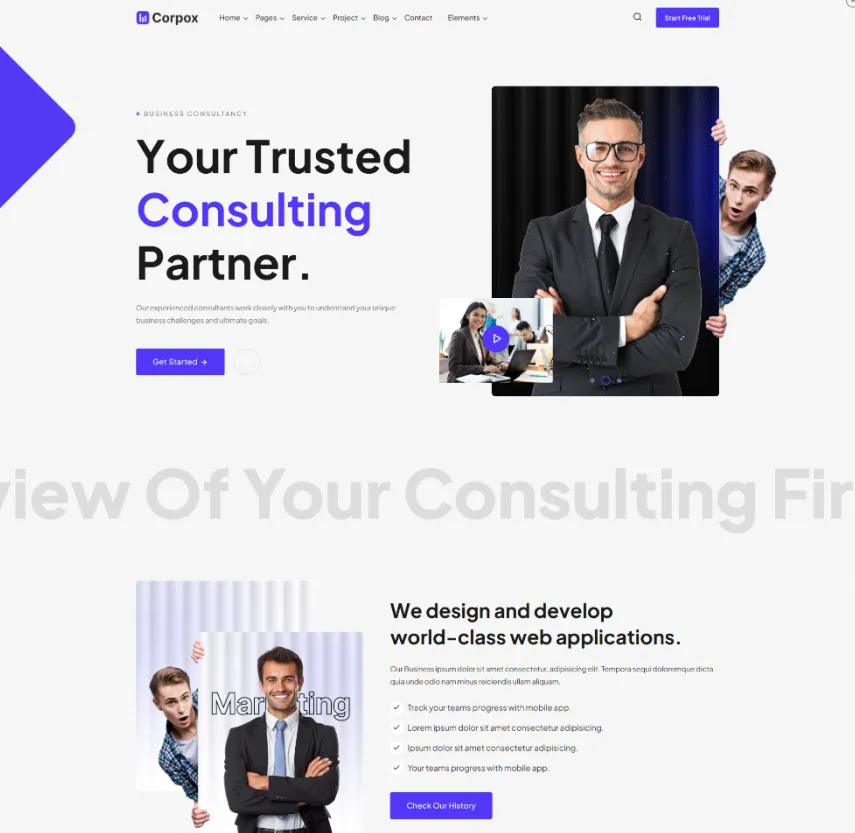 Corpox
Home Pages Service Project Blog Contact Elements
Start Free Trial
BUSINESS CONSULTANCY
Your Trusted
Consulting
Partner.
Our experienced consultants work closely with you to understand your unique
business challenges and ultimate goals.
Get Started →
view Of Your Consulting Fir
We design and develop
world-class web applications.
Our Business ipsum dolor sit amet consectetur, adipisicing elit. Tempora sequi doloremque dicta
quia unde odio nam minus reiciendis ullam aliquam.
Track your teams progress with mobile app.
Lorem ipsum dolor sit amet consectetur adipisicing.
Ipsum dolor sit amet consectetur adipisicing.
Your teams progress with mobile app.
Check Our History